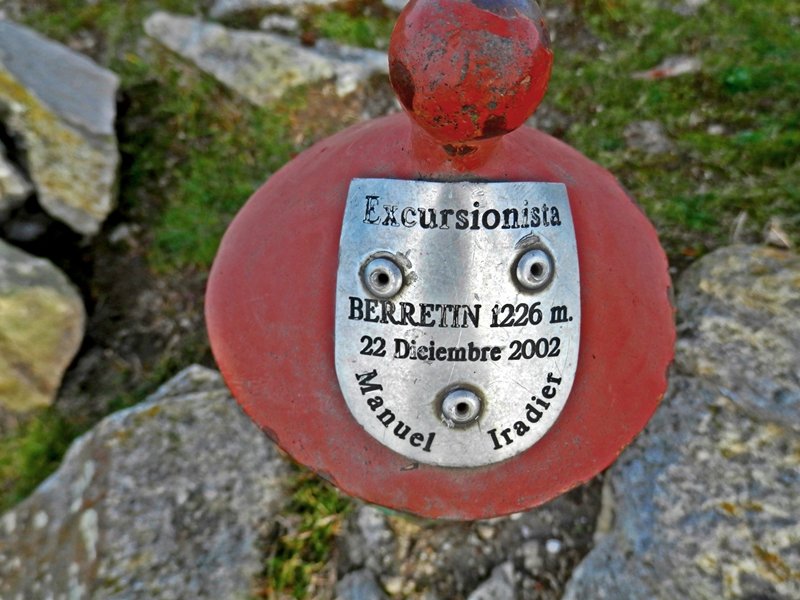 Excursionista
BERRETIN 1226 m.
22 Diciembre 2002
Manuel Iradier